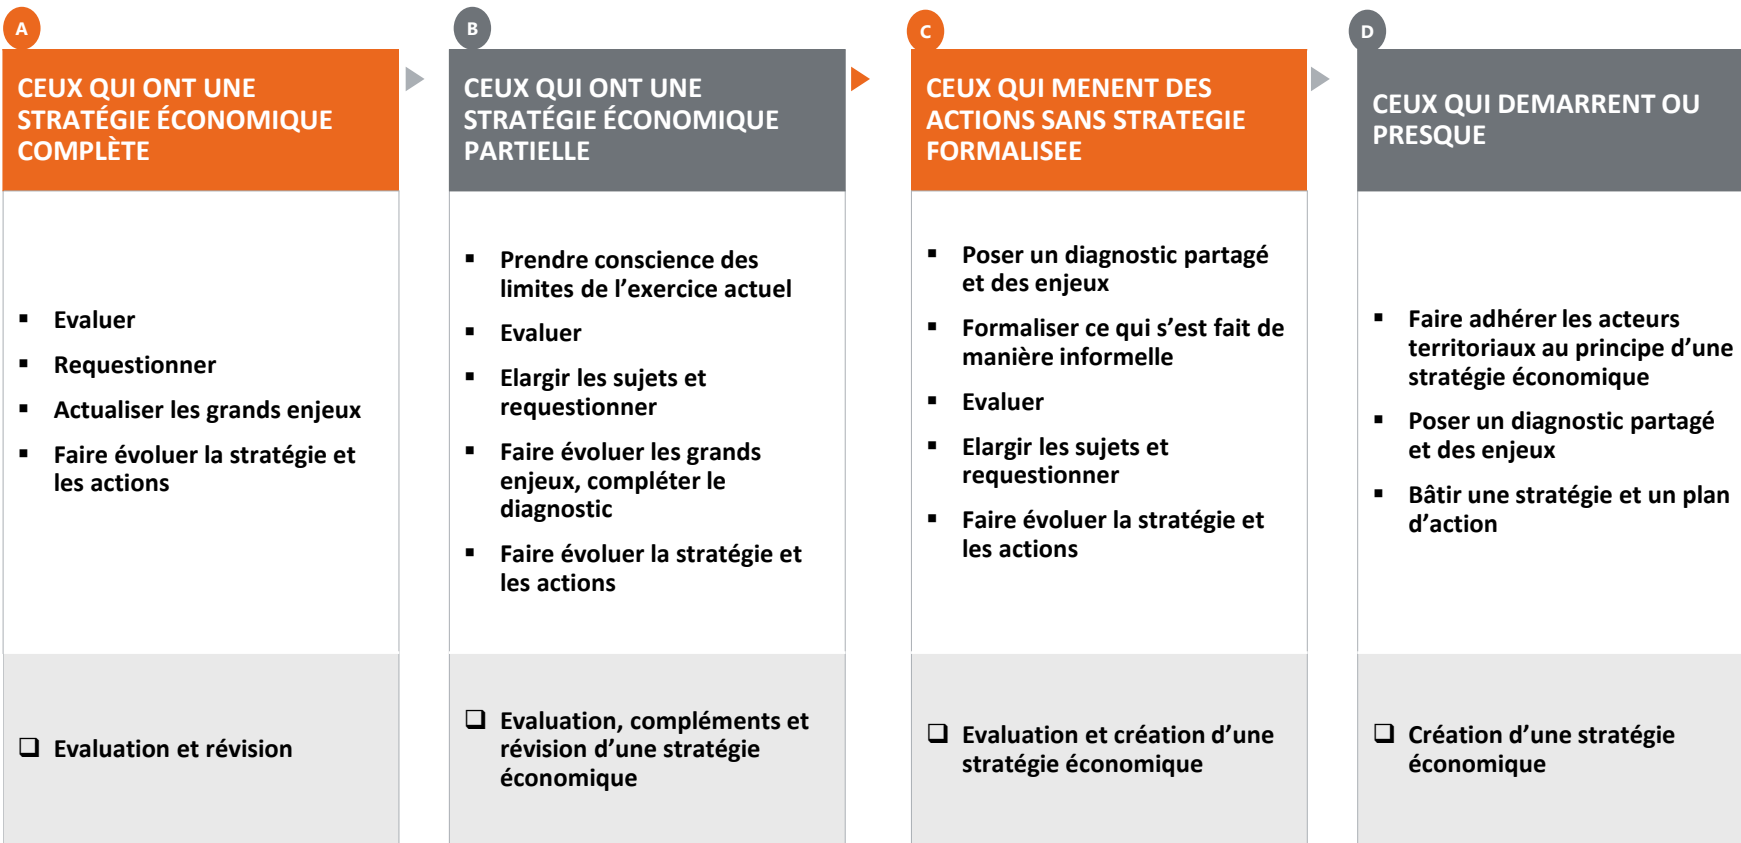 A
CEUX QUI ONT UNE
STRATÉGIE ÉCONOMIQUE
COMPLÈTE
▪ Evaluer
▪ Requestionner
▪ Actualiser les grands enjeux
▪ Faire évoluer la stratégie et
les actions
❑ Evaluation et révision
B
CEUX QUI ONT UNE
STRATÉGIE ÉCONOMIQUE
PARTIELLE
▪ Prendre conscience des
limites de l’exercice actuel
▪ Evaluer
▪ Elargir les sujets et
requestionner
▪ Faire évoluer les grands
enjeux, compléter le
diagnostic
▪ Faire évoluer la stratégie et
les actions
❑ Evaluation, compléments et
révision d’une stratégie
économique
C
CEUX QUI MENENT DES
ACTIONS SANS STRATEGIE
FORMALISEE
▪ Poser un diagnostic partagé
et des enjeux
▪ Formaliser ce qui s’est fait de
manière informelle
▪ Evaluer
▪ Elargir les sujets et
requestionner
▪ Faire évoluer la stratégie et
les actions
❑ Evaluation et création d’une
stratégie économique
D
CEUX QUI DEMARRENT OU
PRESQUE
▪ Faire adhérer les acteurs
territoriaux au principe d’une
stratégie économique
▪ Poser un diagnostic partagé
et des enjeux
▪ Bâtir une stratégie et un plan
d’action
❑ Création d’une stratégie
économique